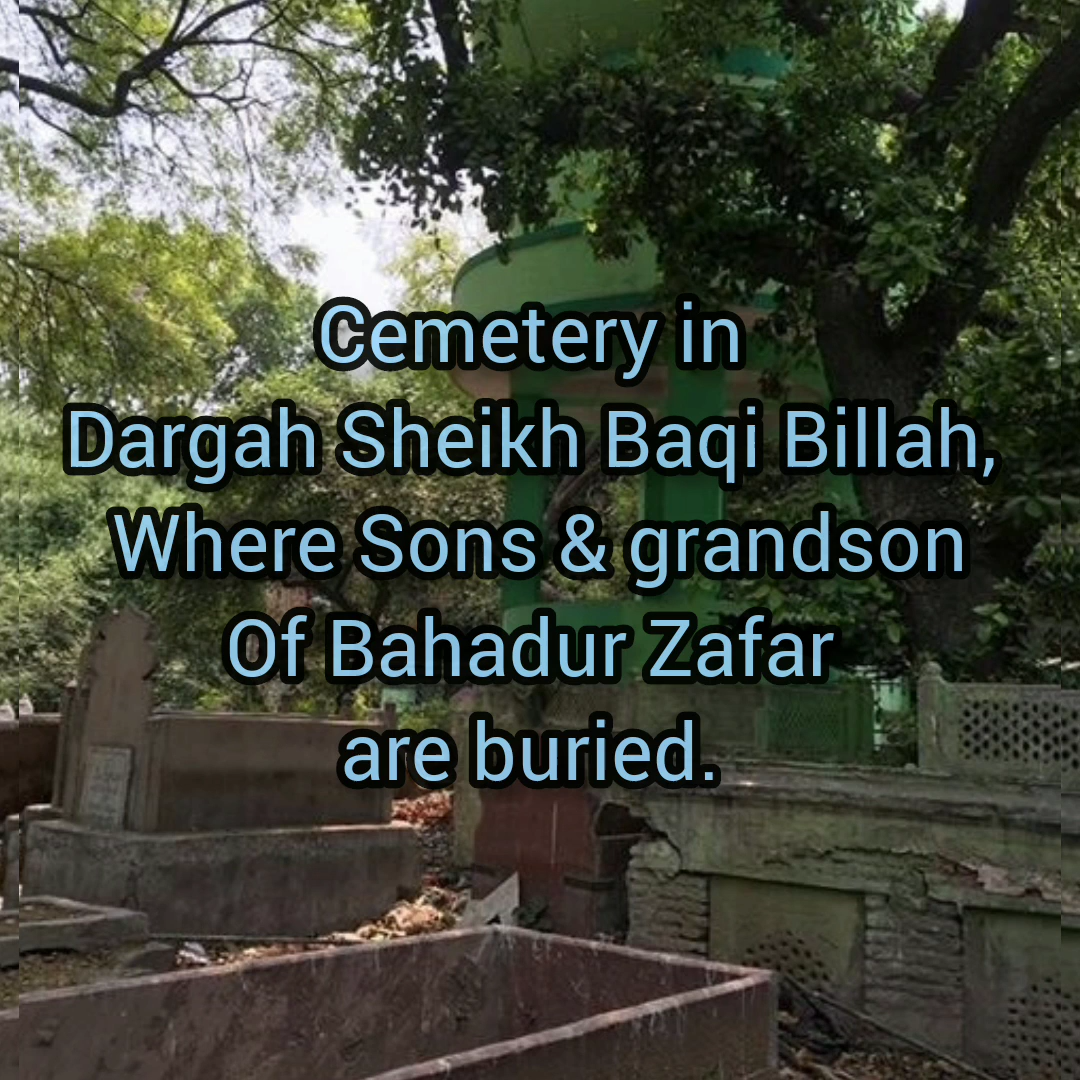 Cemetery in
Dargah Sheikh Baqi Billah,
Where Sons & grandson
Of Bahadur Zafar
are buried.